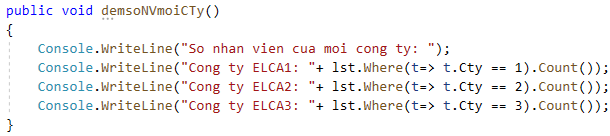 public void demsoNVmoiCTy()
{
Console.WriteLine("So nhan vien cua moi cong ty: ");
Console.WriteLine("Cong ty ELCA1: "+ lst.Where(t=> t.Cty == 1).Count());
Console.WriteLine("Cong ty ELCA2: "+ lst.Where(t=> t.Cty == 2).Count());
Console.WriteLine("Cong ty ELCA3: "+ lst.Where(t=> t.Cty == 3).Count());
}